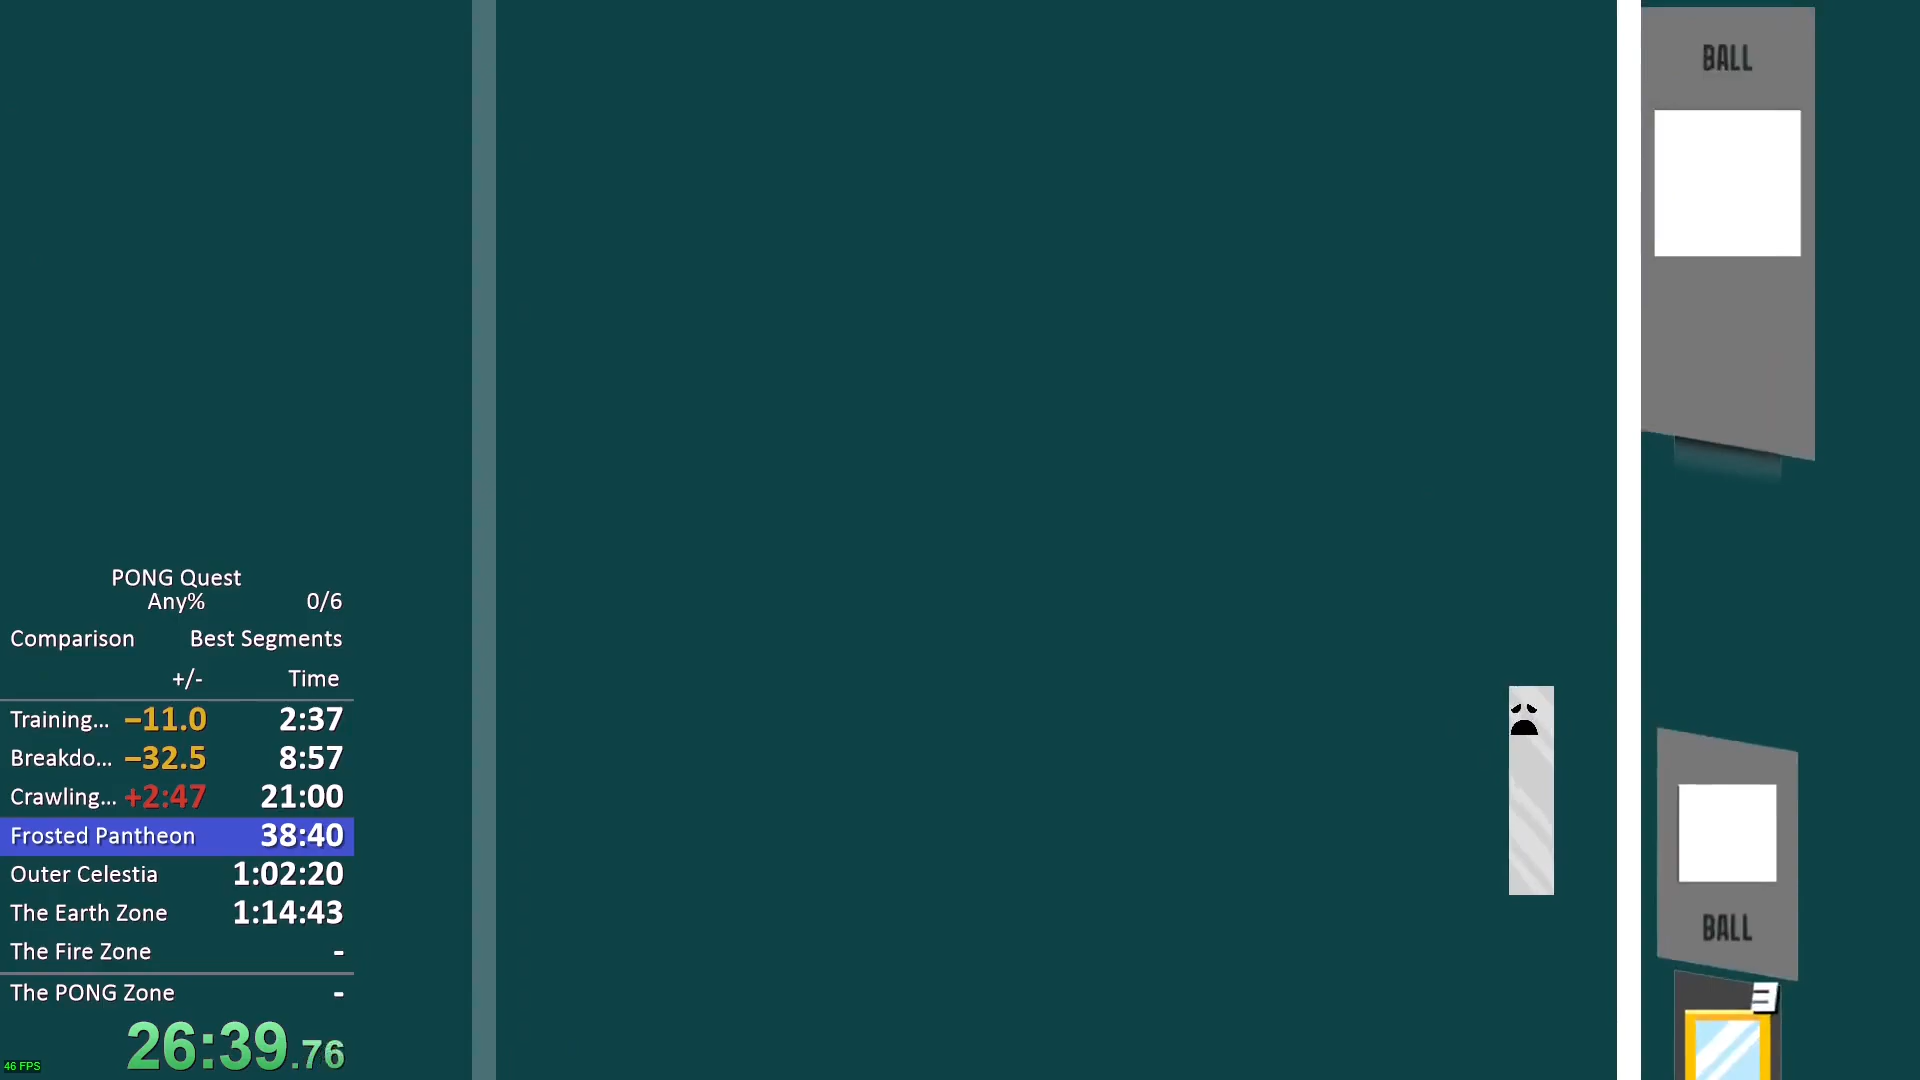 BALL
PONG Quest
Any% 0/6
Comparison Best Segments
+/- Time
Training... −11.0 2:37
Breakdo... −32.5 8:57
Crawling... +2:47 21:00
Frosted Pantheon 38:40
Outer Celestia 1:02:20
The Earth Zone 1:14:43
The Fire Zone -
The PONG Zone -
26:39.76
46 FPS
BALL